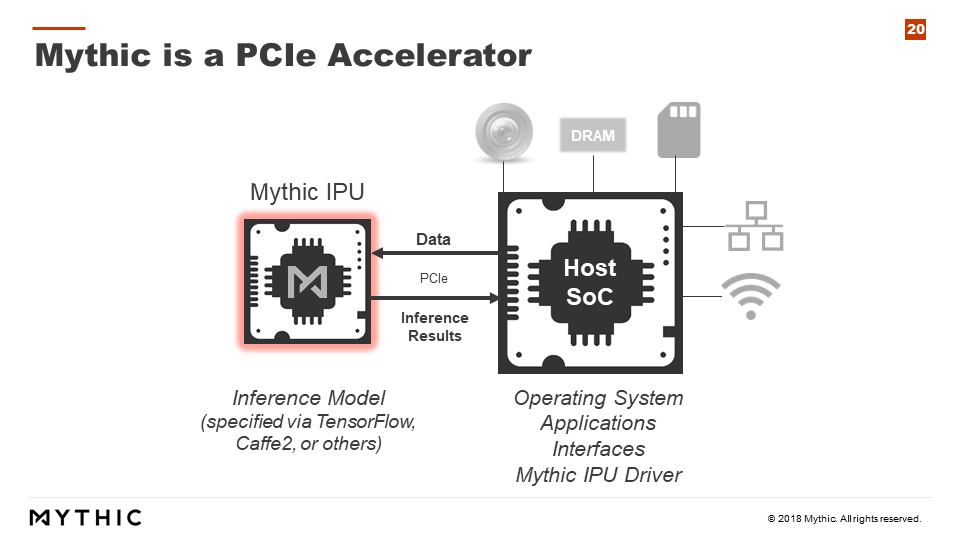 20
Mythic is a PCIe Accelerator
DRAM
Mythic IPU
Data
PCIe
Inference
Results
Host
SoC
Inference Model
(specified via TensorFlow,
Caffe2, or others)
Operating System
Applications
Interfaces
Mythic IPU Driver
MYTHIC
© 2018 Mythic. All rights reserved.